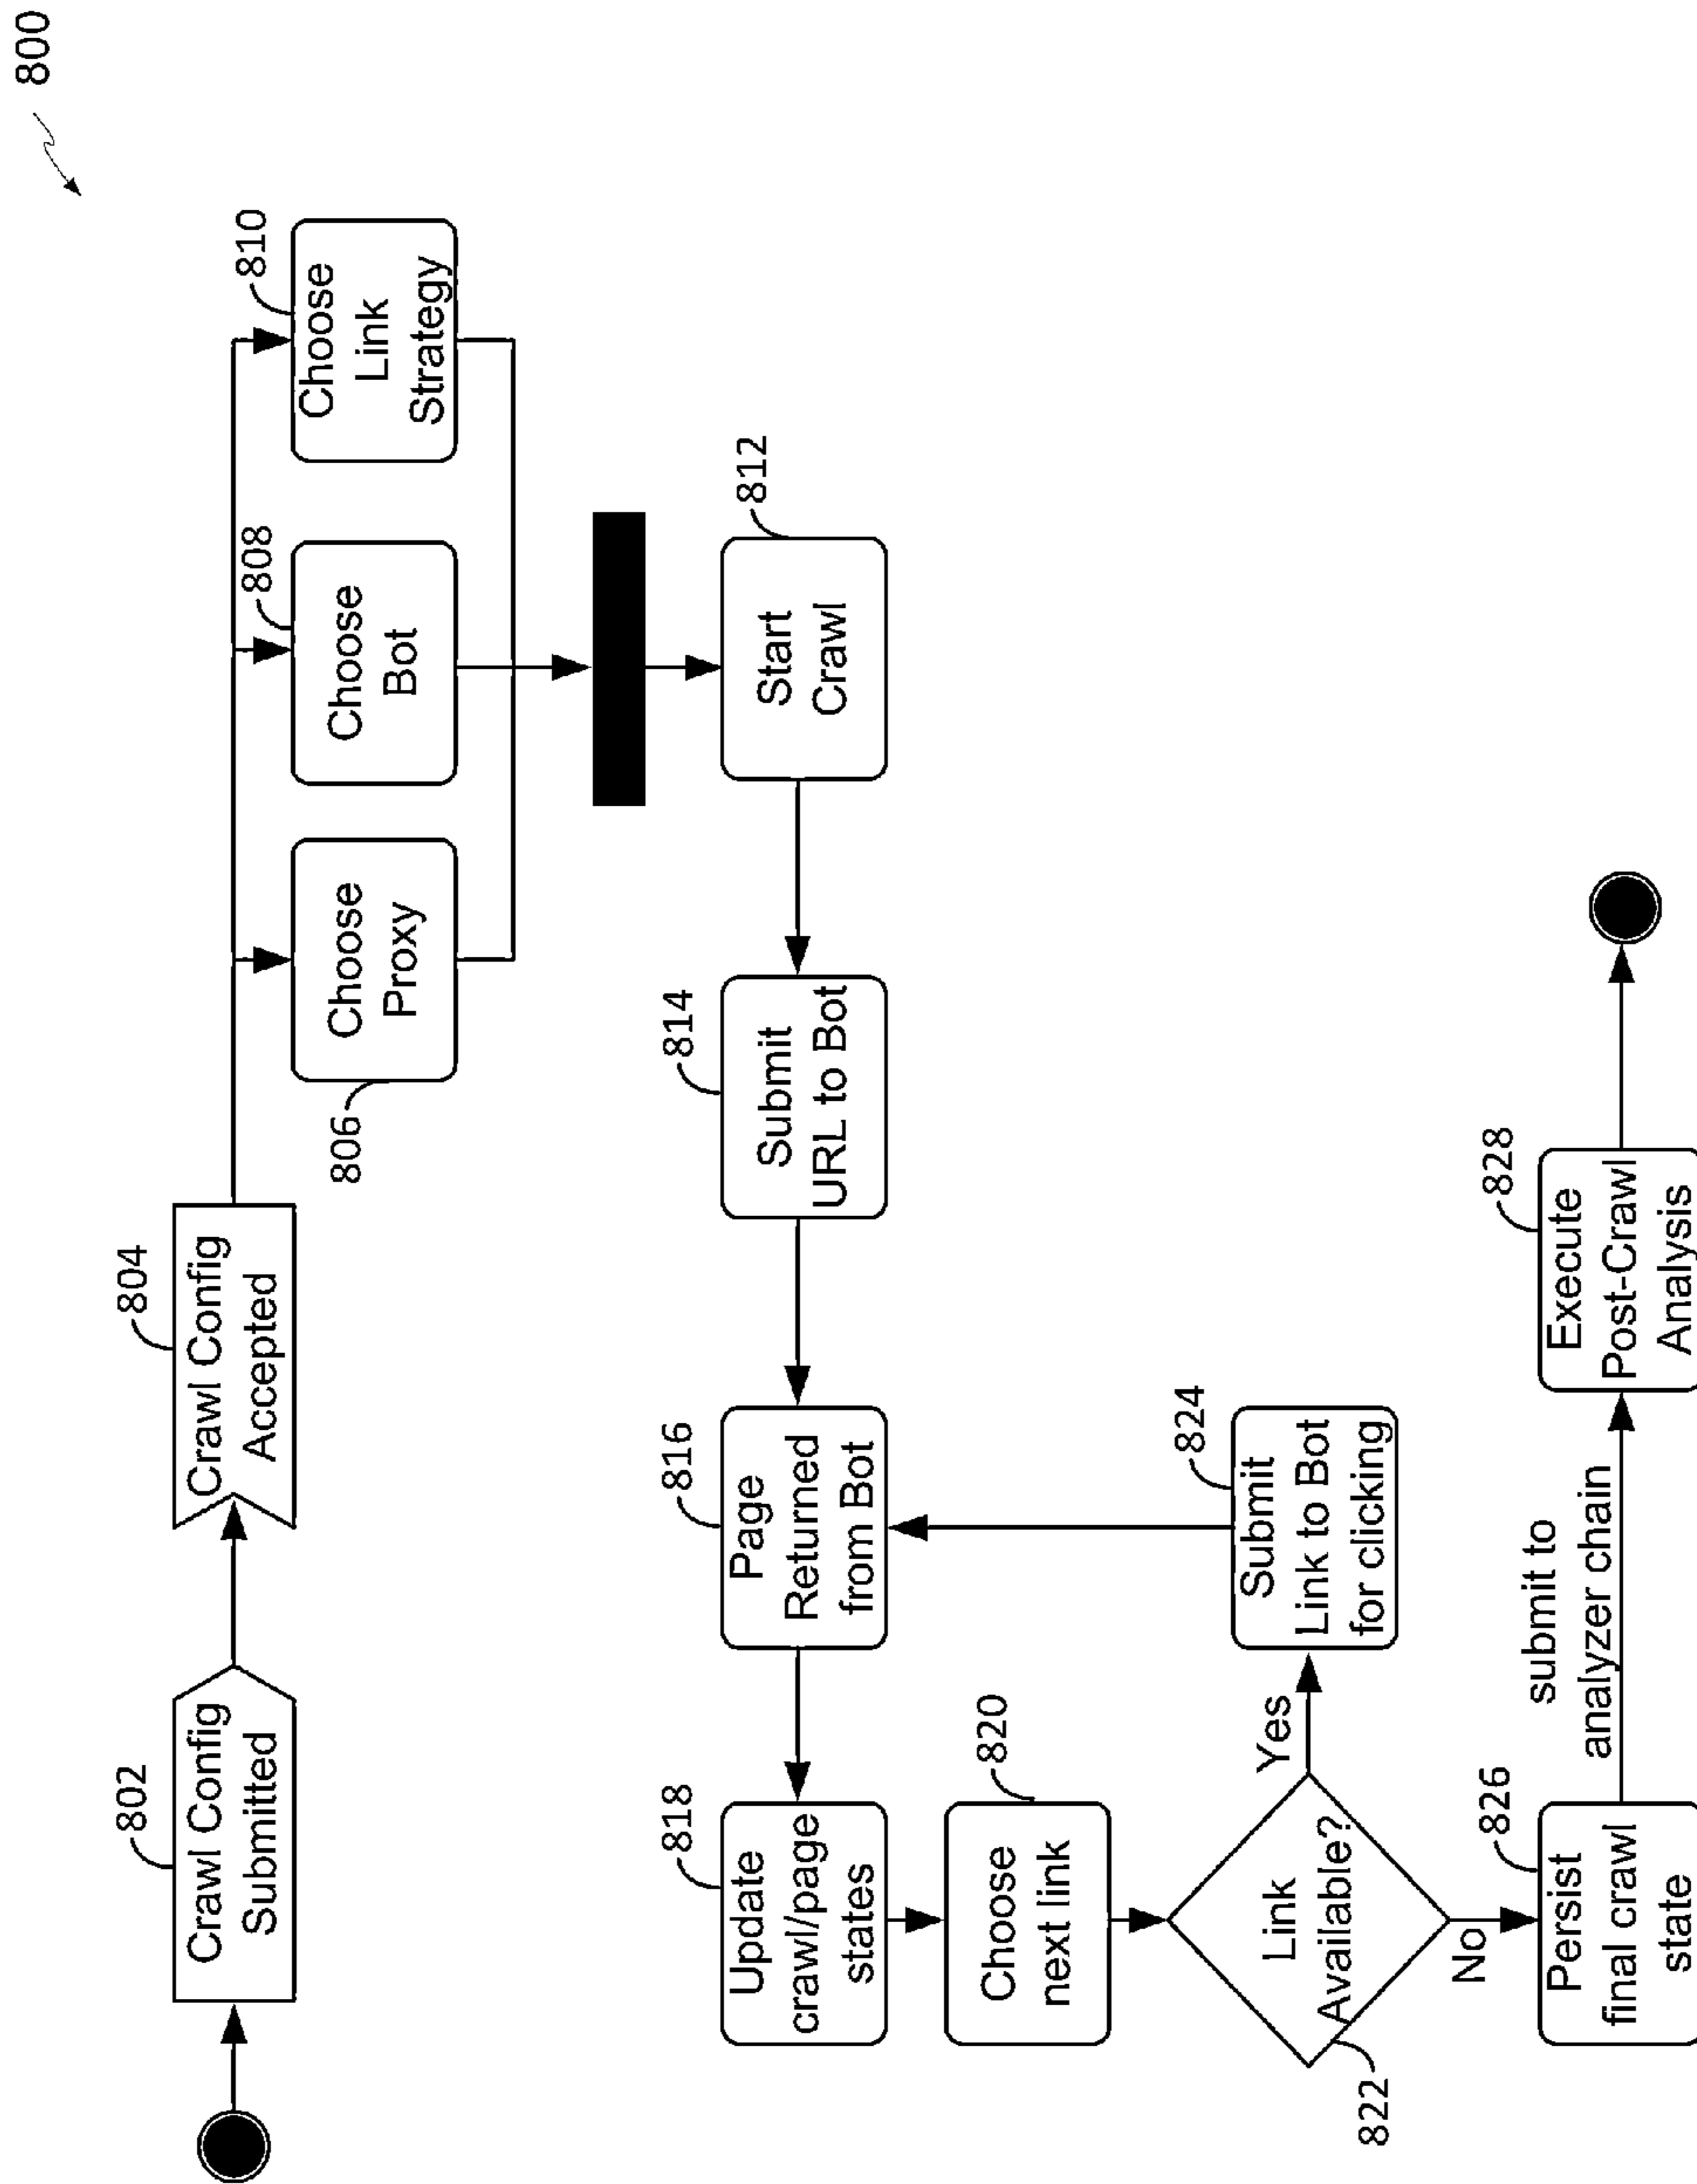 800
802
Crawl Config
Submitted
804
Crawl Config
Accepted
806
Choose
Proxy
808
Choose
Bot
810
Choose
Link
Strategy
812
Start
Crawl
814
Submit
URL to Bot
816
Page
Returned
from Bot
818
Update
crawl/page
states
820
Choose
next link
822
Link
Available?
Yes
824
Submit
Link to Bot
for clicking
No
826
Persist
final crawl
state
submit to
analyzer chain
828
Execute
Post-Crawl
Analysis